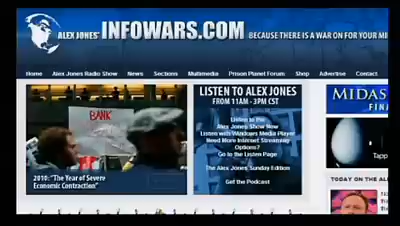 ALEX JONES' INFOWARS.COM BECAUSE THERE IS A WAR ON FOR YOUR MI
Home Alex Jones Radio Show News Sections Multimedia Prison Planet Forum Shop Advertise Contact
BANK
2010: "The Year of Severe
Economic Contraction"
LISTEN TO ALEX JONES
FROM 11AM - 3PM CST
Listen to the
Alex Jones Show Now
Listen with Windows Media Player
Need More Internet Streaming
Options?
Go to the Listen Page
The Alex Jones Sunday Edition
Get the Podcast
MIDAS
FINA
Tapp
TODAY ON THE AL